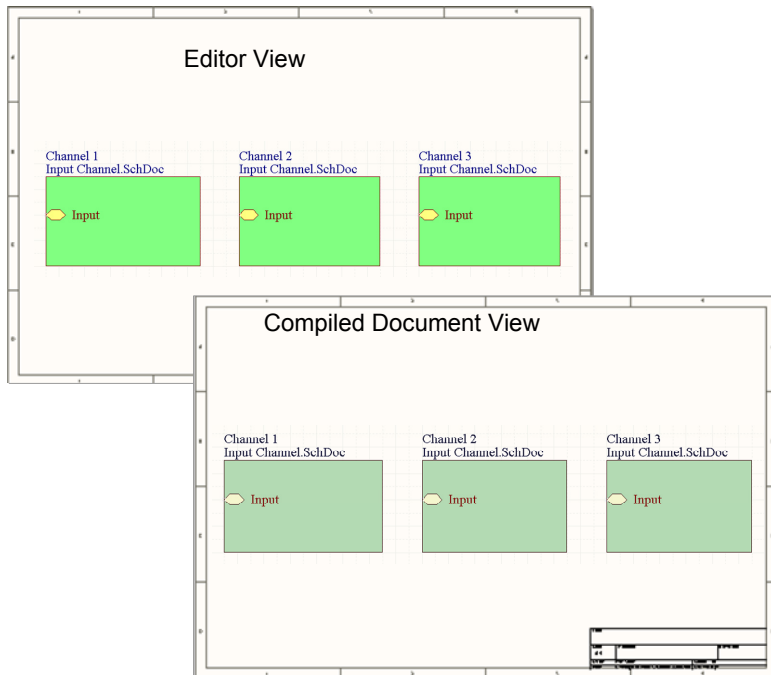 Editor View
Channel 1
Input Channel.SchDoc
Input
Channel 2
Input Channel.SchDoc
Input
Channel 3
Input Channel.SchDoc
Input
Compiled Document View
Channel 1
Input Channel.SchDoc
Input
Channel 2
Input Channel.SchDoc
Input
Channel 3
Input Channel.SchDoc
Input